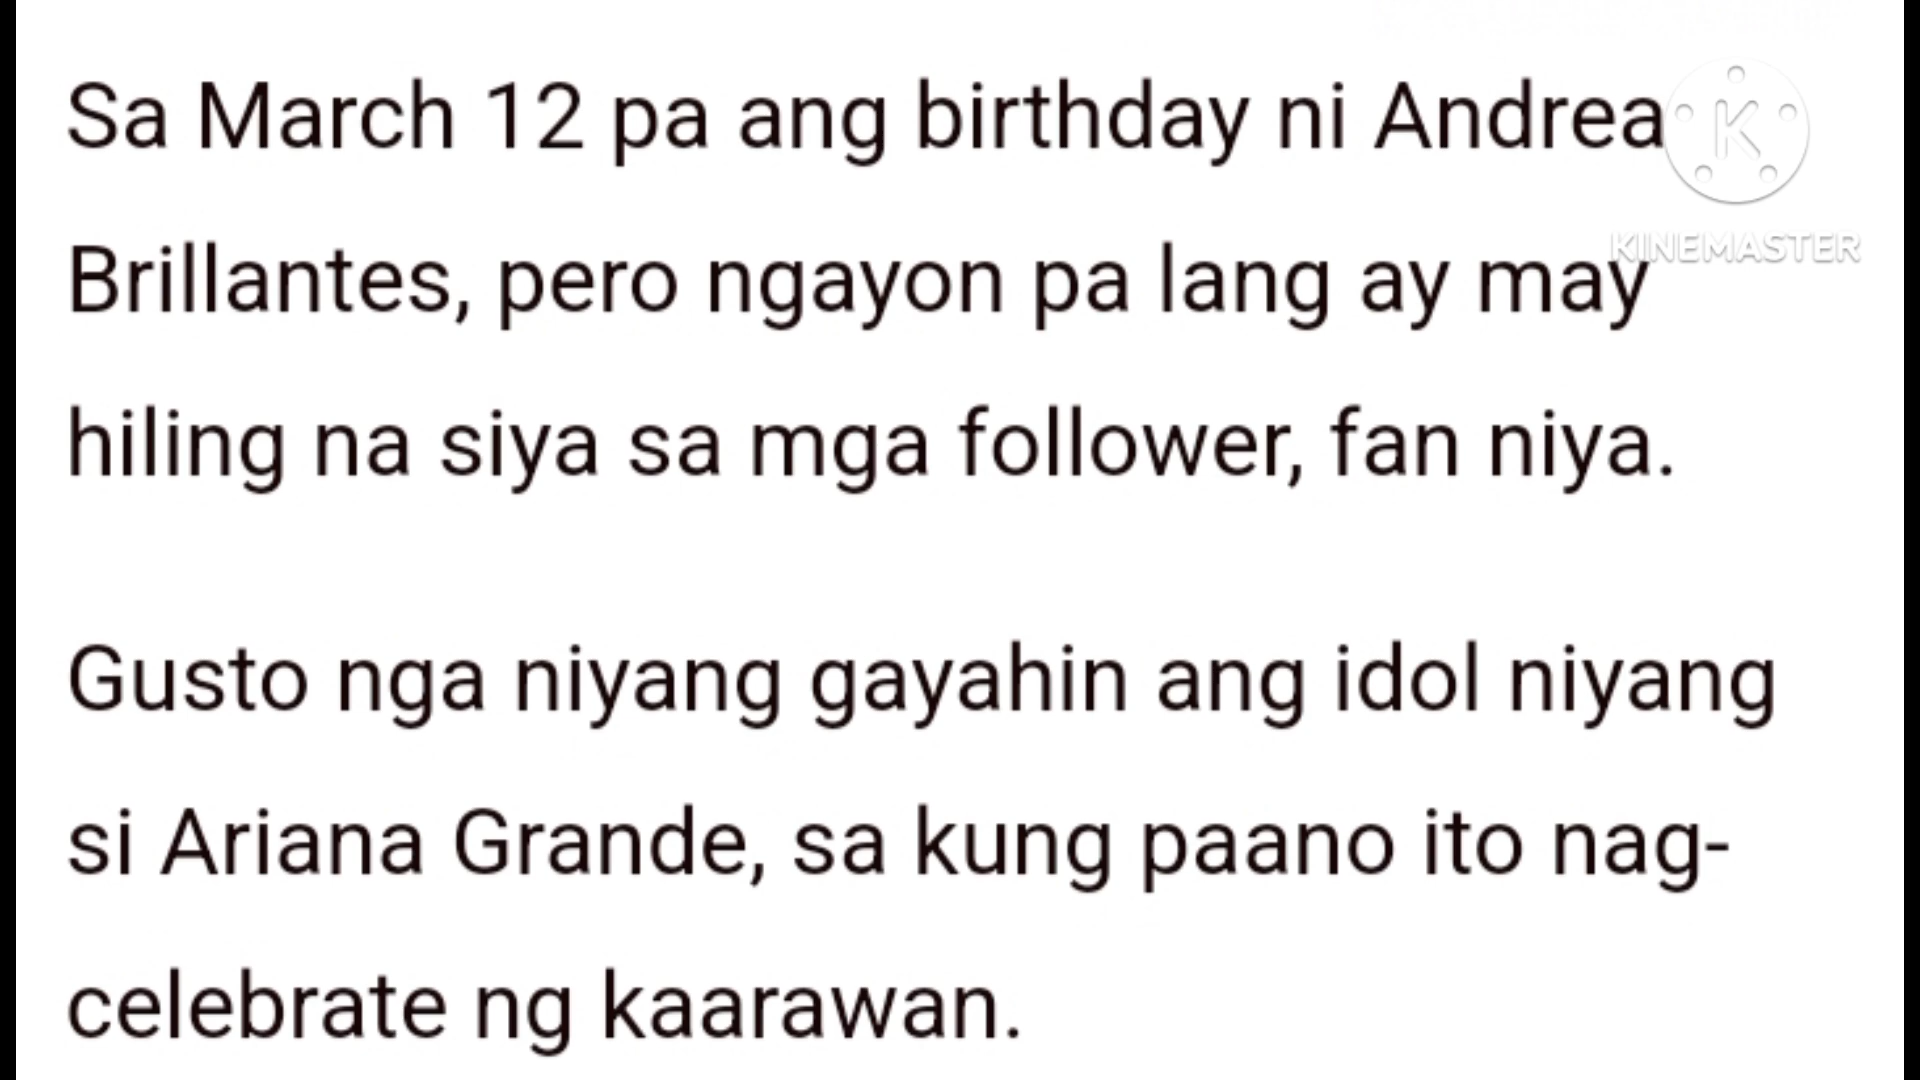 Sa March 12 pa ang birthday ni Andrea
Brillantes, pero ngayon pa lang ay may
hiling na siya sa mga follower, fan niya.
Gusto nga niyang gayahin ang idol niyang
si Ariana Grande, sa kung paano ito nag-
celebrate ng kaarawan.
K
KINEMASTER